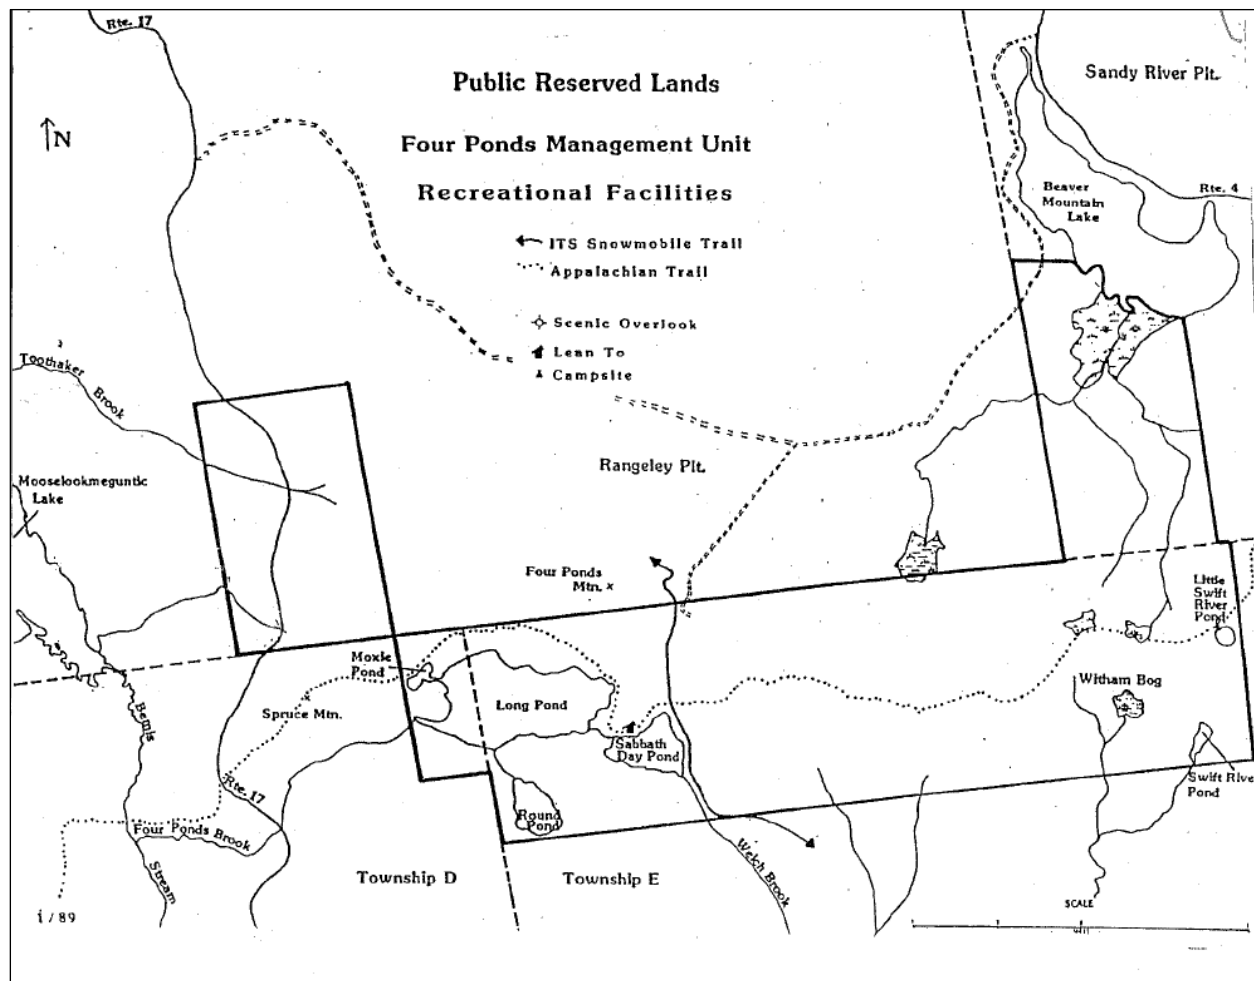 Rte. 17
Public Reserved Lands
Sandy River Plt.
N
Four Ponds Management Unit
Recreational Facilities
Beaver
Mountain
Lake
Rte. 4
ITS Snowmobile Trail
Appalachian Trail
Scenic Overlook
Lean To
Campsite
Toothaker
Brook
Rangeley Plt.
Mooselookmeguntic
Lake
Four Ponds
Mtn. x
Little
Swift
River
Pond
Moxie
Pond
Spruce Mtn.
Long Pond
Witham Bog
Bemis
Sabbath
Day Pond
Swift Rive
Pond
Rte. 17
Round
Pond
Four Ponds Brook
Stream
Welch Brook
Township D
Township E
1/89
SCALE